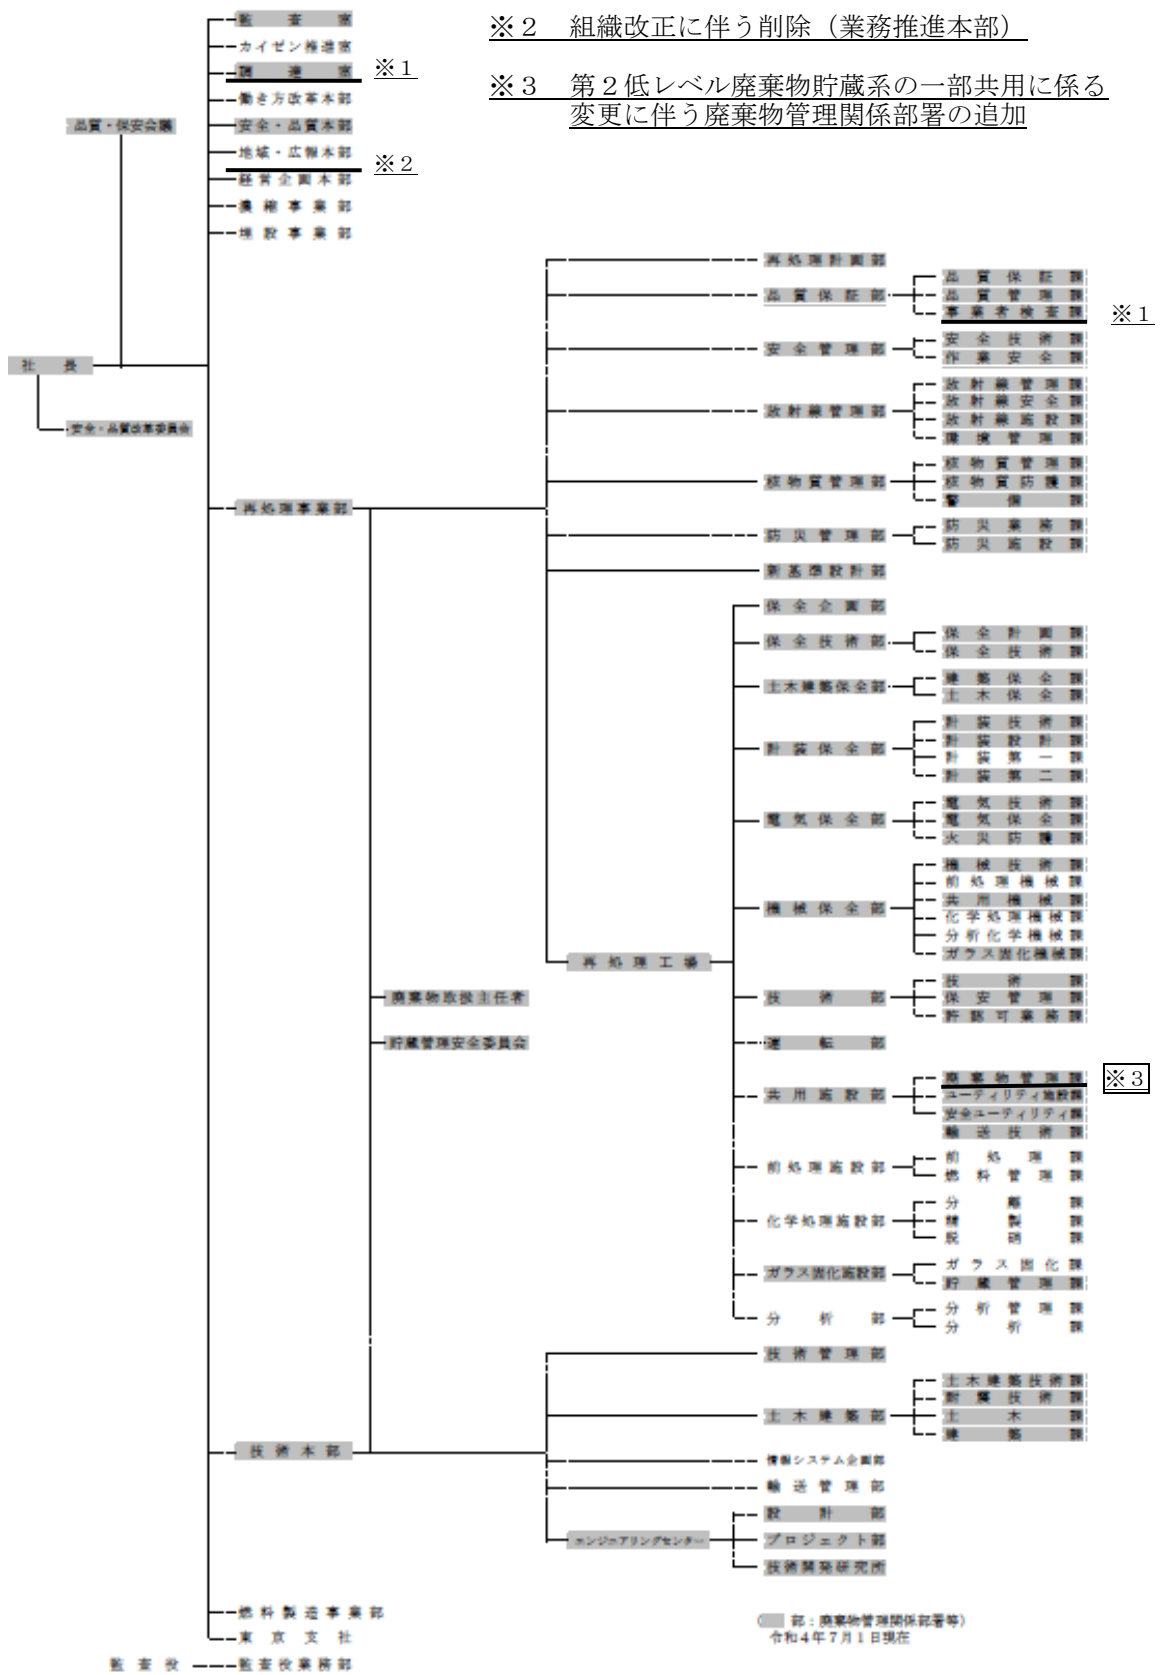 監査室
※2　組織改正に伴う削除（業務推進本部）
カイゼン推進室
調達室
※1
※3　第2低レベル廃棄物貯蔵系の一部共用に係る
変更に伴う廃棄物管理関係部署の追加
働き方改革本部
品質・保安会議
安全・品質本部
地域・広報本部
※2
経営企画本部
濃縮事業部
埋設事業部
社長
安全・品質改革委員会
再処理事業部
再処理計画部
品質保証部
品質保証課
品質管理課
事業者検査課
※1
安全管理部
安全技術課
作業安全課
放射線管理部
放射線管理課
放射線安全課
放射線施設課
環境管理課
核物質管理部
核物質管理課
核物質防護課
警備課
防災管理部
防災業務課
防災施設課
新基準設計部
再処理工場
保全企画部
保全技術部
保全計画課
保全技術課
土木建築保全部
建築保全課
土木保全課
計装保全部
計装技術課
計装設計課
計装第一課
計装第二課
電気保全部
電気技術課
電気保全課
火災防護課
機械保全部
機械技術課
前処理機械課
共用機械課
化学処理機械課
分析化学機械課
ガラス固化機械課
廃棄物取扱主任者
貯蔵管理安全委員会
技術部
技術課
保安管理課
許認可業務課
運転部
共用施設部
廃棄物管理課
※3
ユーティリティ施設課
安全ユーティリティ課
輸送技術課
前処理施設部
前処理課
燃料管理課
化学処理施設部
分離課
精製課
脱硝課
ガラス固化施設部
ガラス固化課
貯蔵管理課
分析部
分析管理課
分析課
技術本部
技術管理部
土木建築部
土木建築技術課
耐震技術課
土木課
建築課
情報システム企画部
輸送管理部
エンジニアリングセンター
設計部
プロジェクト部
技術開発研究所
燃料製造事業部
東京支社
監査役
監査役業務部
（　部：廃棄物管理関係部署等）
令和4年7月1日現在